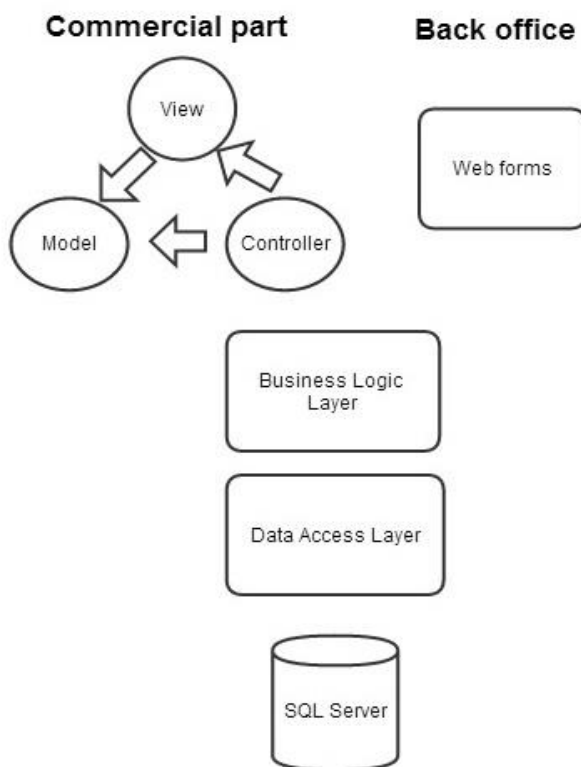 Commercial part
Back office
View
Web forms
Model
Controller
Business Logic
Layer
Data Access Layer
SQL Server